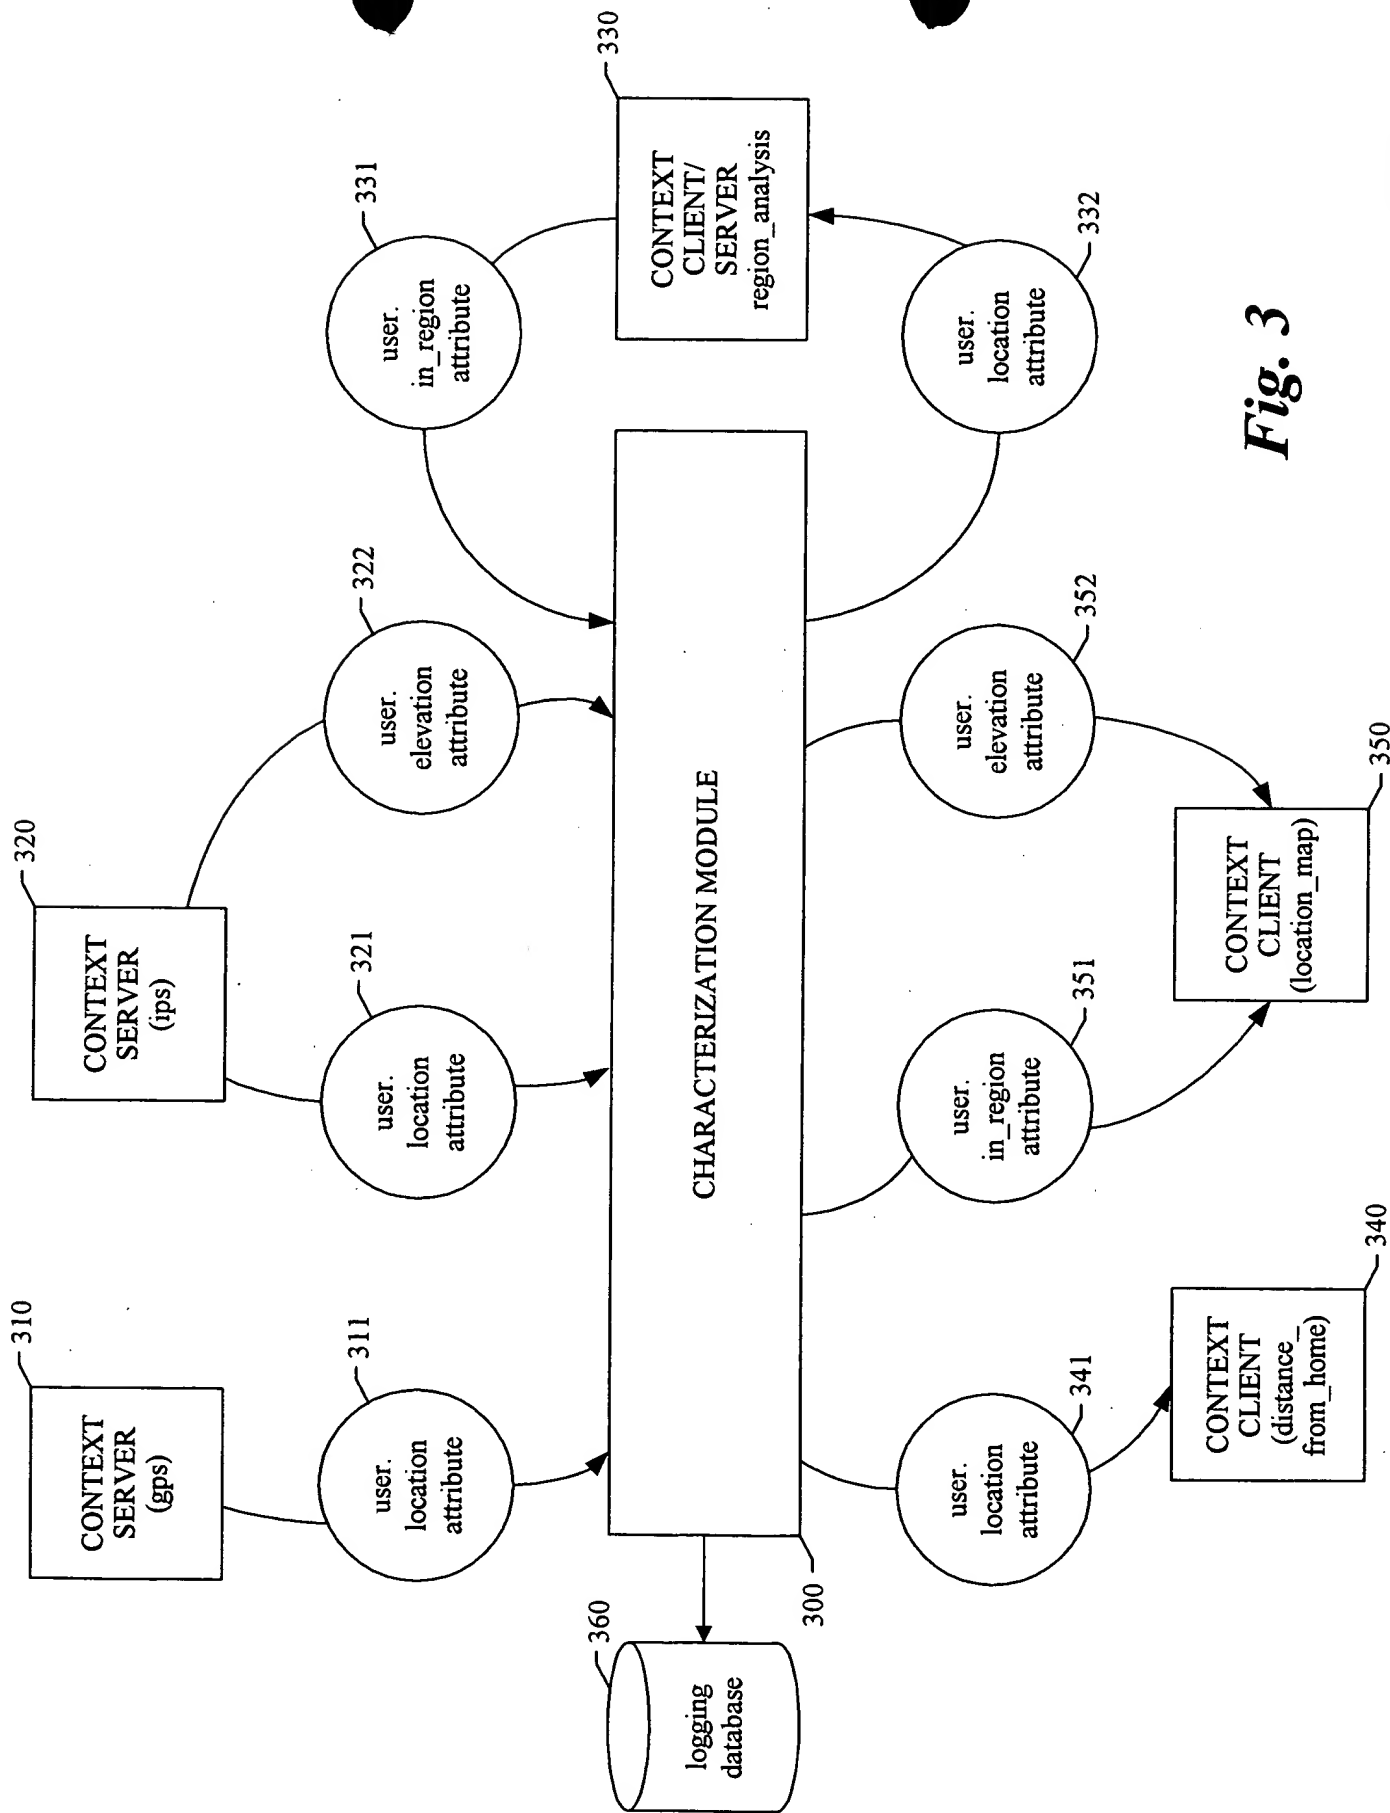 310
CONTEXT
SERVER
(gps)
320
CONTEXT
SERVER
(ips)
311
user.
location
attribute
321
user.
location
attribute
322
user.
elevation
attribute
331
user.
in_region
attribute
330
CONTEXT
CLIENT/
SERVER
region_analysis
360
logging
database
300
CHARACTERIZATION MODULE
341
user.
location
attribute
351
user.
in_region
attribute
352
user.
elevation
attribute
332
user.
location
attribute
340
CONTEXT
CLIENT
(distance_
from_home)
350
CONTEXT
CLIENT
(location_map)
Fig. 3